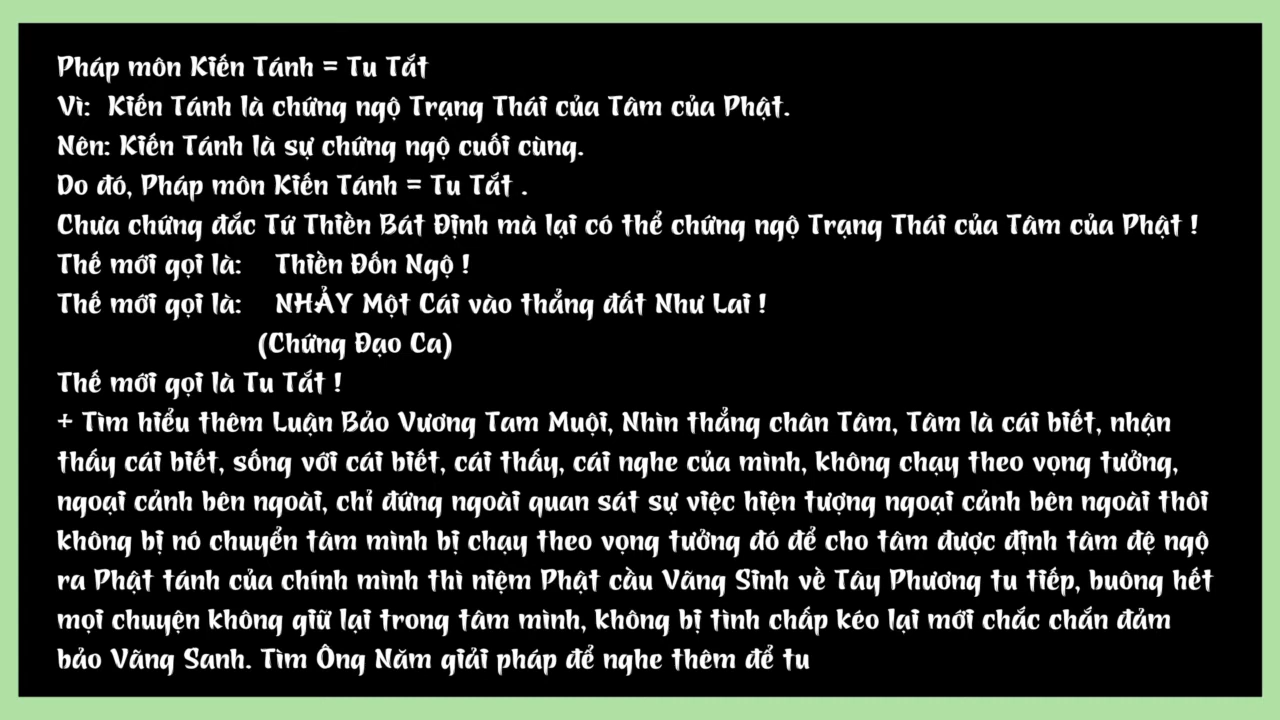 Pháp môn Kiến Tánh = Tu Tắt
Vì: Kiến Tánh là chứng ngộ Trạng Thái của Tâm của Phật.
Nên: Kiến Tánh là sự chứng ngộ cuối cùng.
Do đó, Pháp môn Kiến Tánh = Tu Tắt .
Chưa chứng đắc Tứ Thiền Bát Định mà lại có thể chứng ngộ Trạng Thái của Tâm của Phật !
Thế mới gọi là: Thiền Đốn Ngộ !
Thế mới gọi là: NHẢY Một Cái vào thẳng đất Như Lai !
(Chứng Đạo Ca)
Thế mới gọi là Tu Tắt !
+ Tìm hiểu thêm Luận Bảo Vương Tam Muội, Nhìn thẳng chân Tâm, Tâm là cái biết, nhận
thấy cái biết, sống với cái biết, cái thấy, cái nghe của mình, không chạy theo vọng tưởng,
ngoại cảnh bên ngoài, chỉ đứng ngoài quan sát sự việc hiện tượng ngoại cảnh bên ngoài thôi
không bị nó chuyển tâm mình bị chạy theo vọng tưởng đó để cho tâm được định tâm đệ ngộ
ra Phật tánh của chính mình thì niệm Phật cầu Vãng Sinh về Tây Phương tu tiếp, buông hết
mọi chuyện không giữ lại trong tâm mình, không bị tình chấp kéo lại mới chắc chắn đảm
bảo Vãng Sanh. Tìm Ông Năm giải pháp để nghe thêm để tu